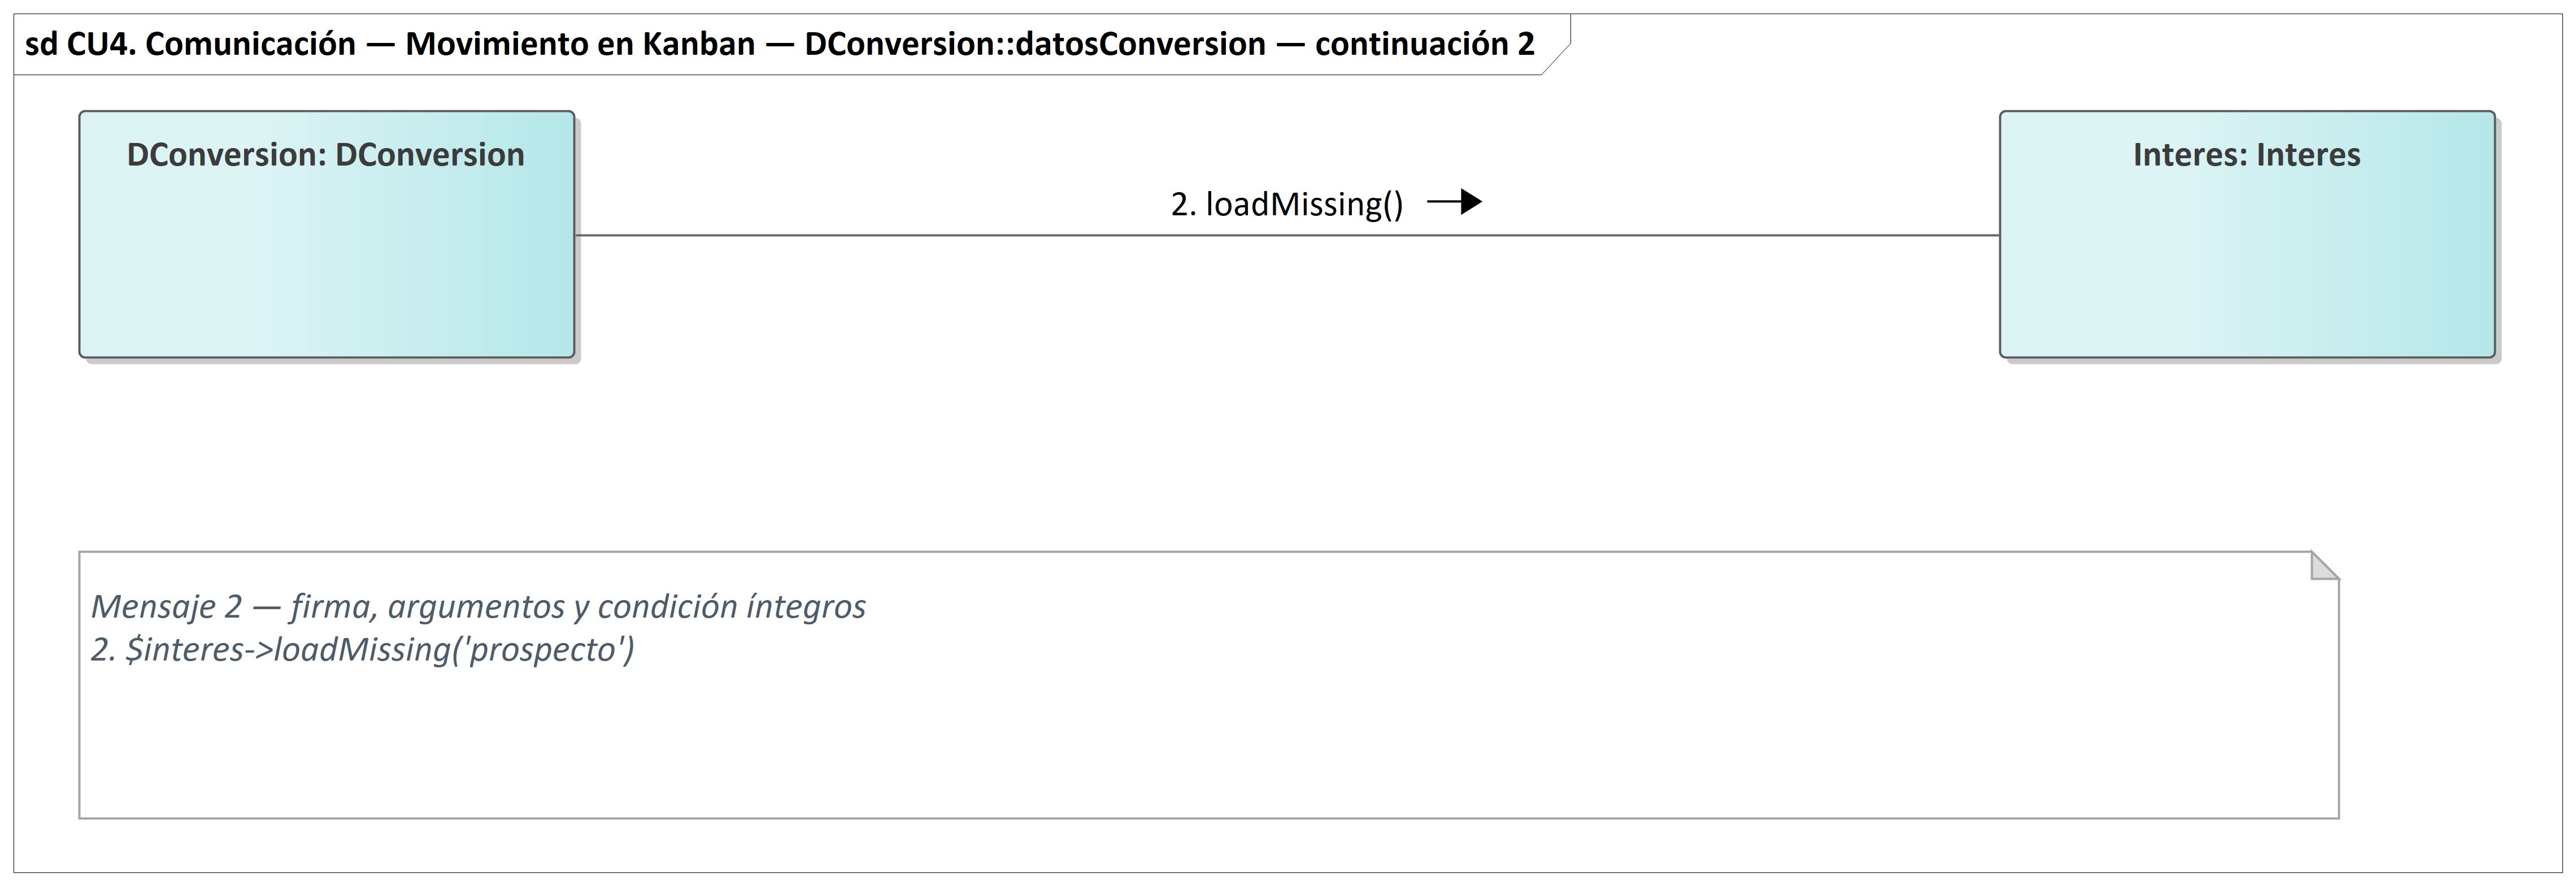 sd CU4. Comunicación — Movimiento en Kanban — DConversion::datosConversion — continuación 2
DConversion: DConversion
Interes: Interes
2. loadMissing()
Mensaje 2 — firma, argumentos y condición íntegros
2. $interes->loadMissing('prospecto')